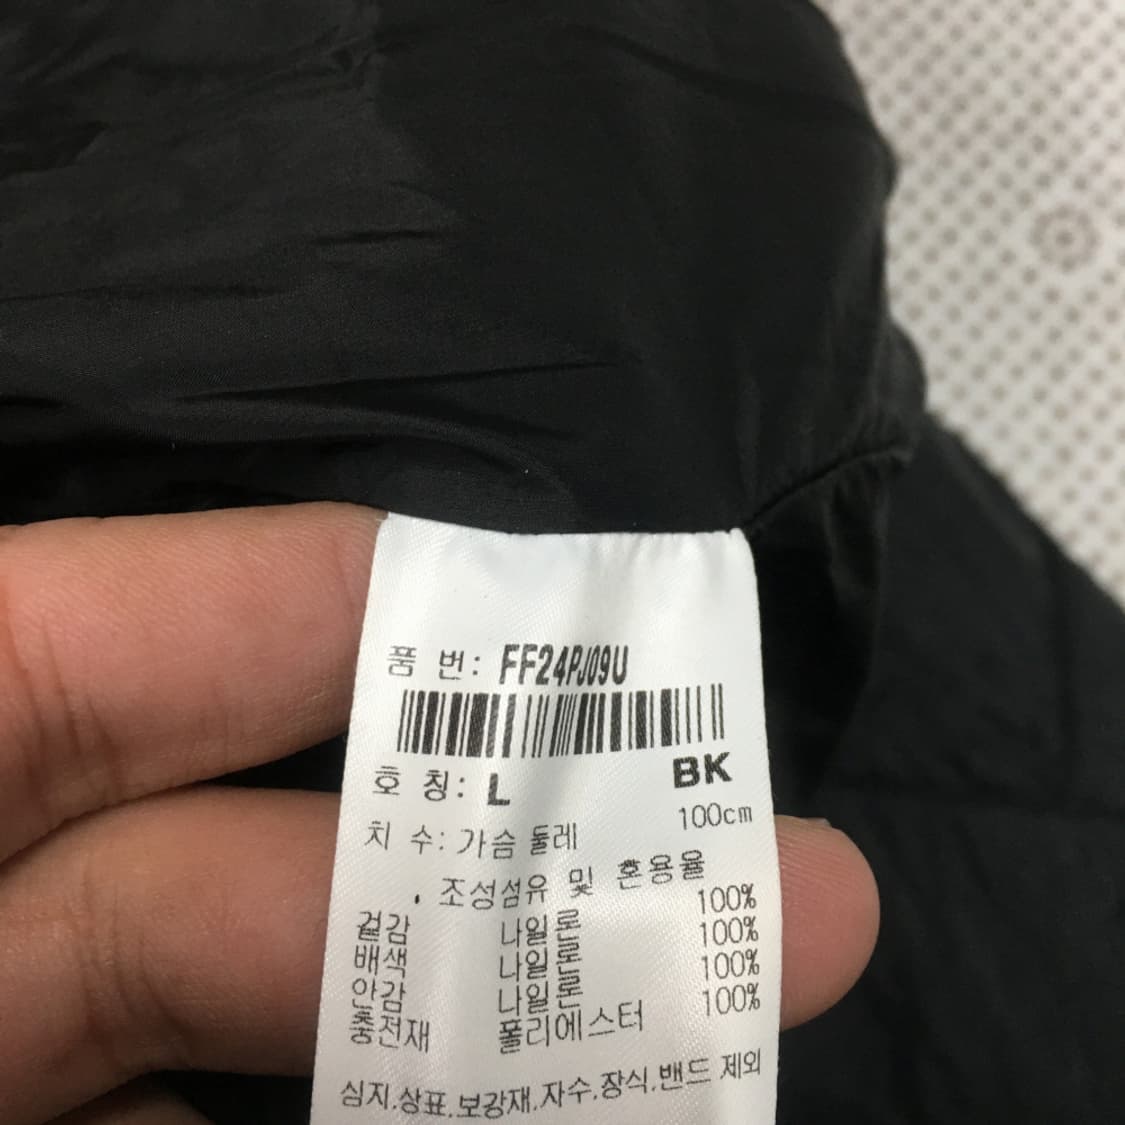 품 번: FF24PJ09U
호 칭: L BK
치 수: 가슴 둘레 100cm
. 조성섬유 및 혼용율
겉감 나일론 100%
배색 나일론 100%
안감 나일론 100%
충전재 폴리에스터 100%
심지.상표.보강재.자수.장식.밴드 제외